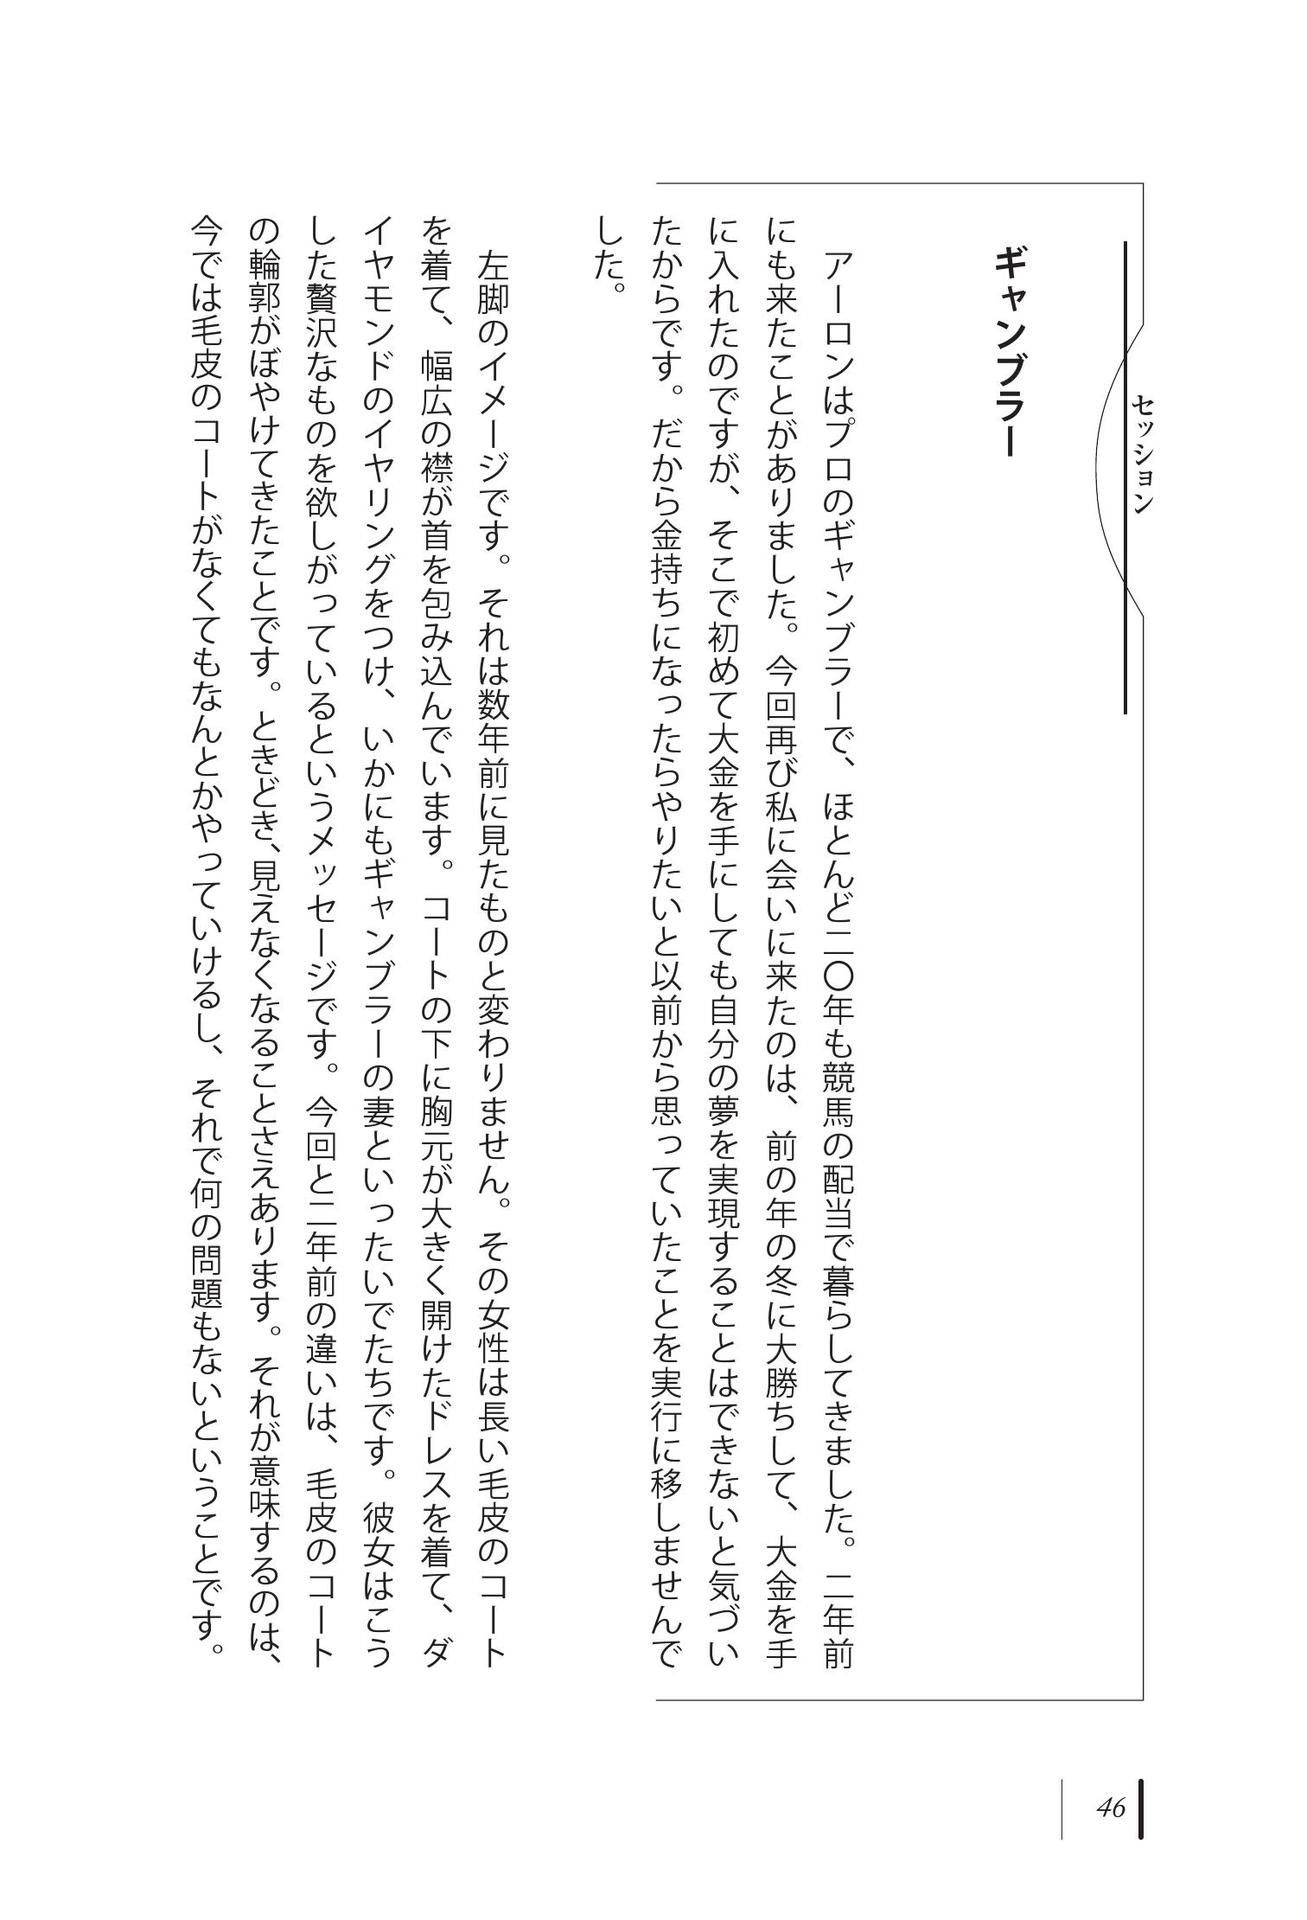 セッション
ギャンブラー
アーロンはプロのギャンブラーで、ほとんど二〇年も競馬の配当で暮らしてきました。二年前
にも来たことがありました。今回再び私に会いに来たのは、前の年の冬に大勝ちして、大金を手
に入れたのですが、そこで初めて大金を手にしても自分の夢を実現することはできないと気づい
たからです。だから金持ちになったらやりたいと以前から思っていたことを実行に移しませんで
した。
左脚のイメージです。それは数年前に見たものと変わりません。その女性は長い毛皮のコート
を着て、幅広の襟が首を包み込んでいます。コートの下に胸元が大きく開けたドレスを着て、ダ
イヤモンドのイヤリングをつけ、いかにもギャンブラーの妻といったいでたちです。彼女はこう
した贅沢なものを欲しがっているというメッセージです。今回と二年前の違いは、毛皮のコート
の輪郭がぼやけてきたことです。ときどき、見えなくなることさえあります。それが意味するのは、
今では毛皮のコートがなくてもなんとかやっていけるし、それで何の問題もないということです。
46